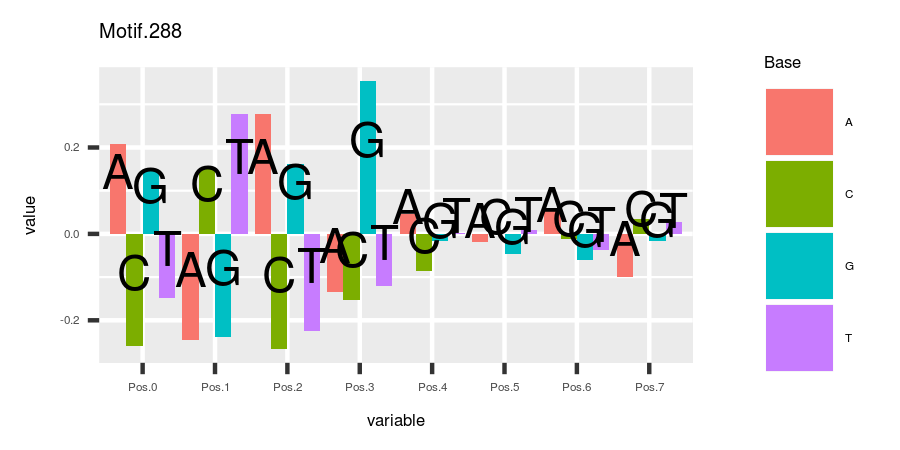 Motif.288
Base
A
C
G
T
value
0.2
0.0
-0.2
A C G T A C G T A C G T A C G T A C G T A C G T A C G T A C G T
Pos.0 Pos.1 Pos.2 Pos.3 Pos.4 Pos.5 Pos.6 Pos.7
variable